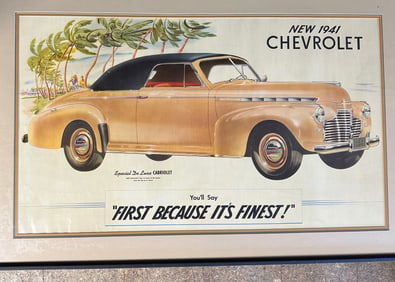 NEW 1941
CHEVROLET
Special De Luxe CABRIOLET
You'll Say
"FIRST BECAUSE IT'S FINEST!"